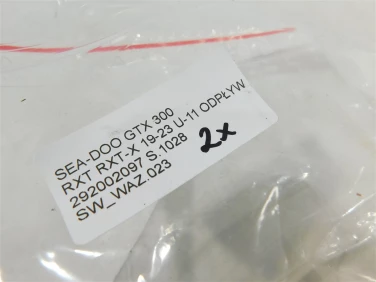 SEA-DOO GTX 300
RXT RXT-X 19-23 U-11 ODPŁYW
292002097 S.1028
SW_WAZ.023
2x